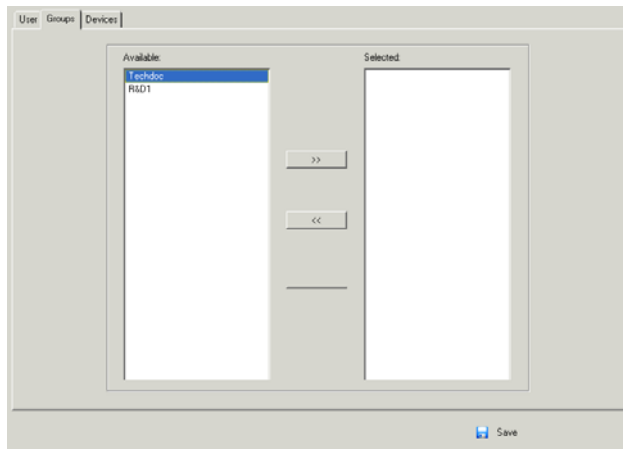 User Groups Devices
Available: Selected:
Techdoc
R&D1
>>
<<
Save